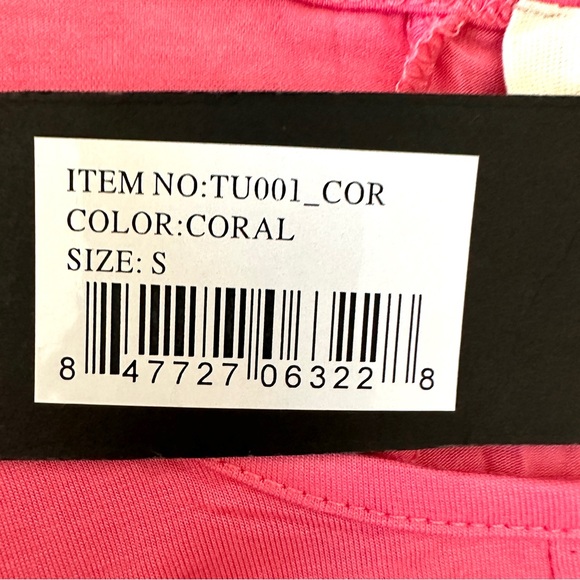 ITEM NO:TU001_COR
COLOR:CORAL
SIZE: S
8 47727 06322 8